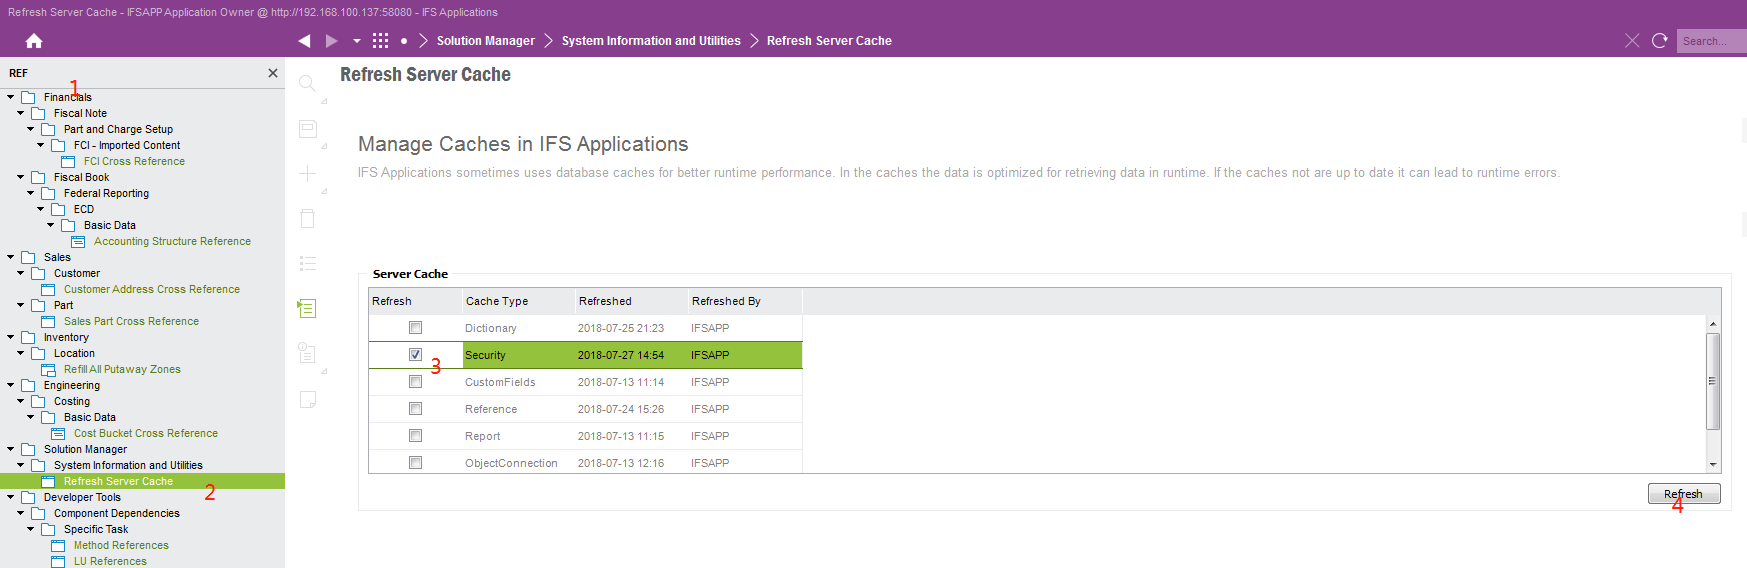 Refresh Server Cache - IFSAPP Application Owner @ http://192.168.100.137:58080 - IFS Applications
Solution Manager System Information and Utilities Refresh Server Cache
Search...
REF
1
Financials
Fiscal Note
Part and Charge Setup
FCI - Imported Content
FCI Cross Reference
Fiscal Book
Federal Reporting
ECD
Basic Data
Accounting Structure Reference
Sales
Customer
Customer Address Cross Reference
Part
Sales Part Cross Reference
Inventory
Location
Refill All Putaway Zones
Engineering
Costing
Basic Data
Cost Bucket Cross Reference
Solution Manager
System Information and Utilities
Refresh Server Cache
2
Developer Tools
Component Dependencies
Specific Task
Method References
LU References
Refresh Server Cache
Manage Caches in IFS Applications
IFS Applications sometimes uses database caches for better runtime performance. In the caches the data is optimized for retrieving data in runtime. If the caches not are up to date it can lead to runtime errors.
Server Cache
Refresh Cache Type Refreshed Refreshed By
Dictionary 2018-07-25 21:23 IFSAPP
Security 2018-07-27 14:54 IFSAPP
3
CustomFields 2018-07-13 11:14 IFSAPP
Reference 2018-07-24 15:26 IFSAPP
Report 2018-07-13 11:15 IFSAPP
ObjectConnection 2018-07-13 12:16 IFSAPP
Refresh
4